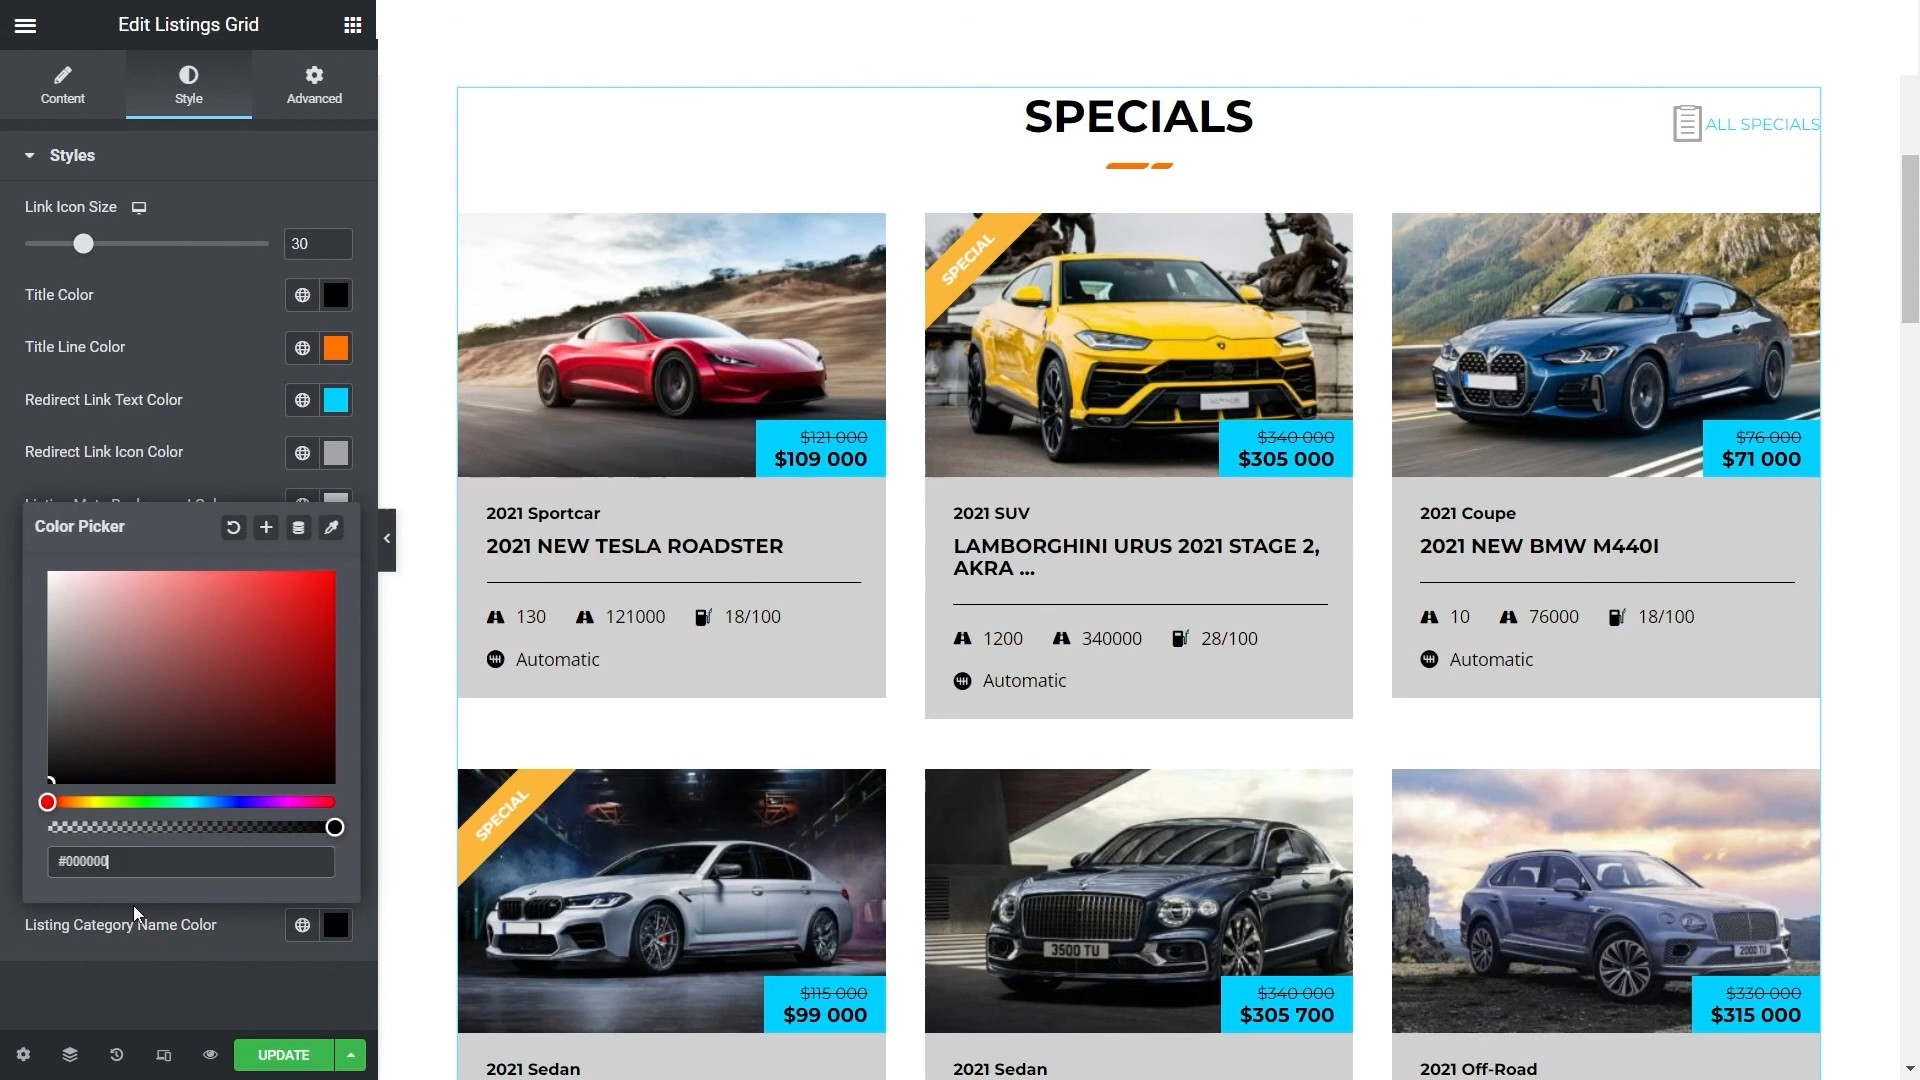 Edit Listings Grid
Content
Style
Advanced
Styles
Link Icon Size
30
Title Color
Title Line Color
Redirect Link Text Color
Redirect Link Icon Color
Color Picker
#000000
Listing Category Name Color
UPDATE
SPECIALS
ALL SPECIALS
$121 000
$109 000
2021 Sportcar
2021 NEW TESLA ROADSTER
130 121000 18/100
Automatic
SPECIAL
$340 000
$305 000
2021 SUV
LAMBORGHINI URUS 2021 STAGE 2,
AKRA ...
1200 340000 28/100
Automatic
$76 000
$71 000
2021 Coupe
2021 NEW BMW M440I
10 76000 18/100
Automatic
SPECIAL
$115 000
$99 000
2021 Sedan
3500 TU
$340 000
$305 700
2021 Sedan
2000 TU
$330 000
$315 000
2021 Off-Road